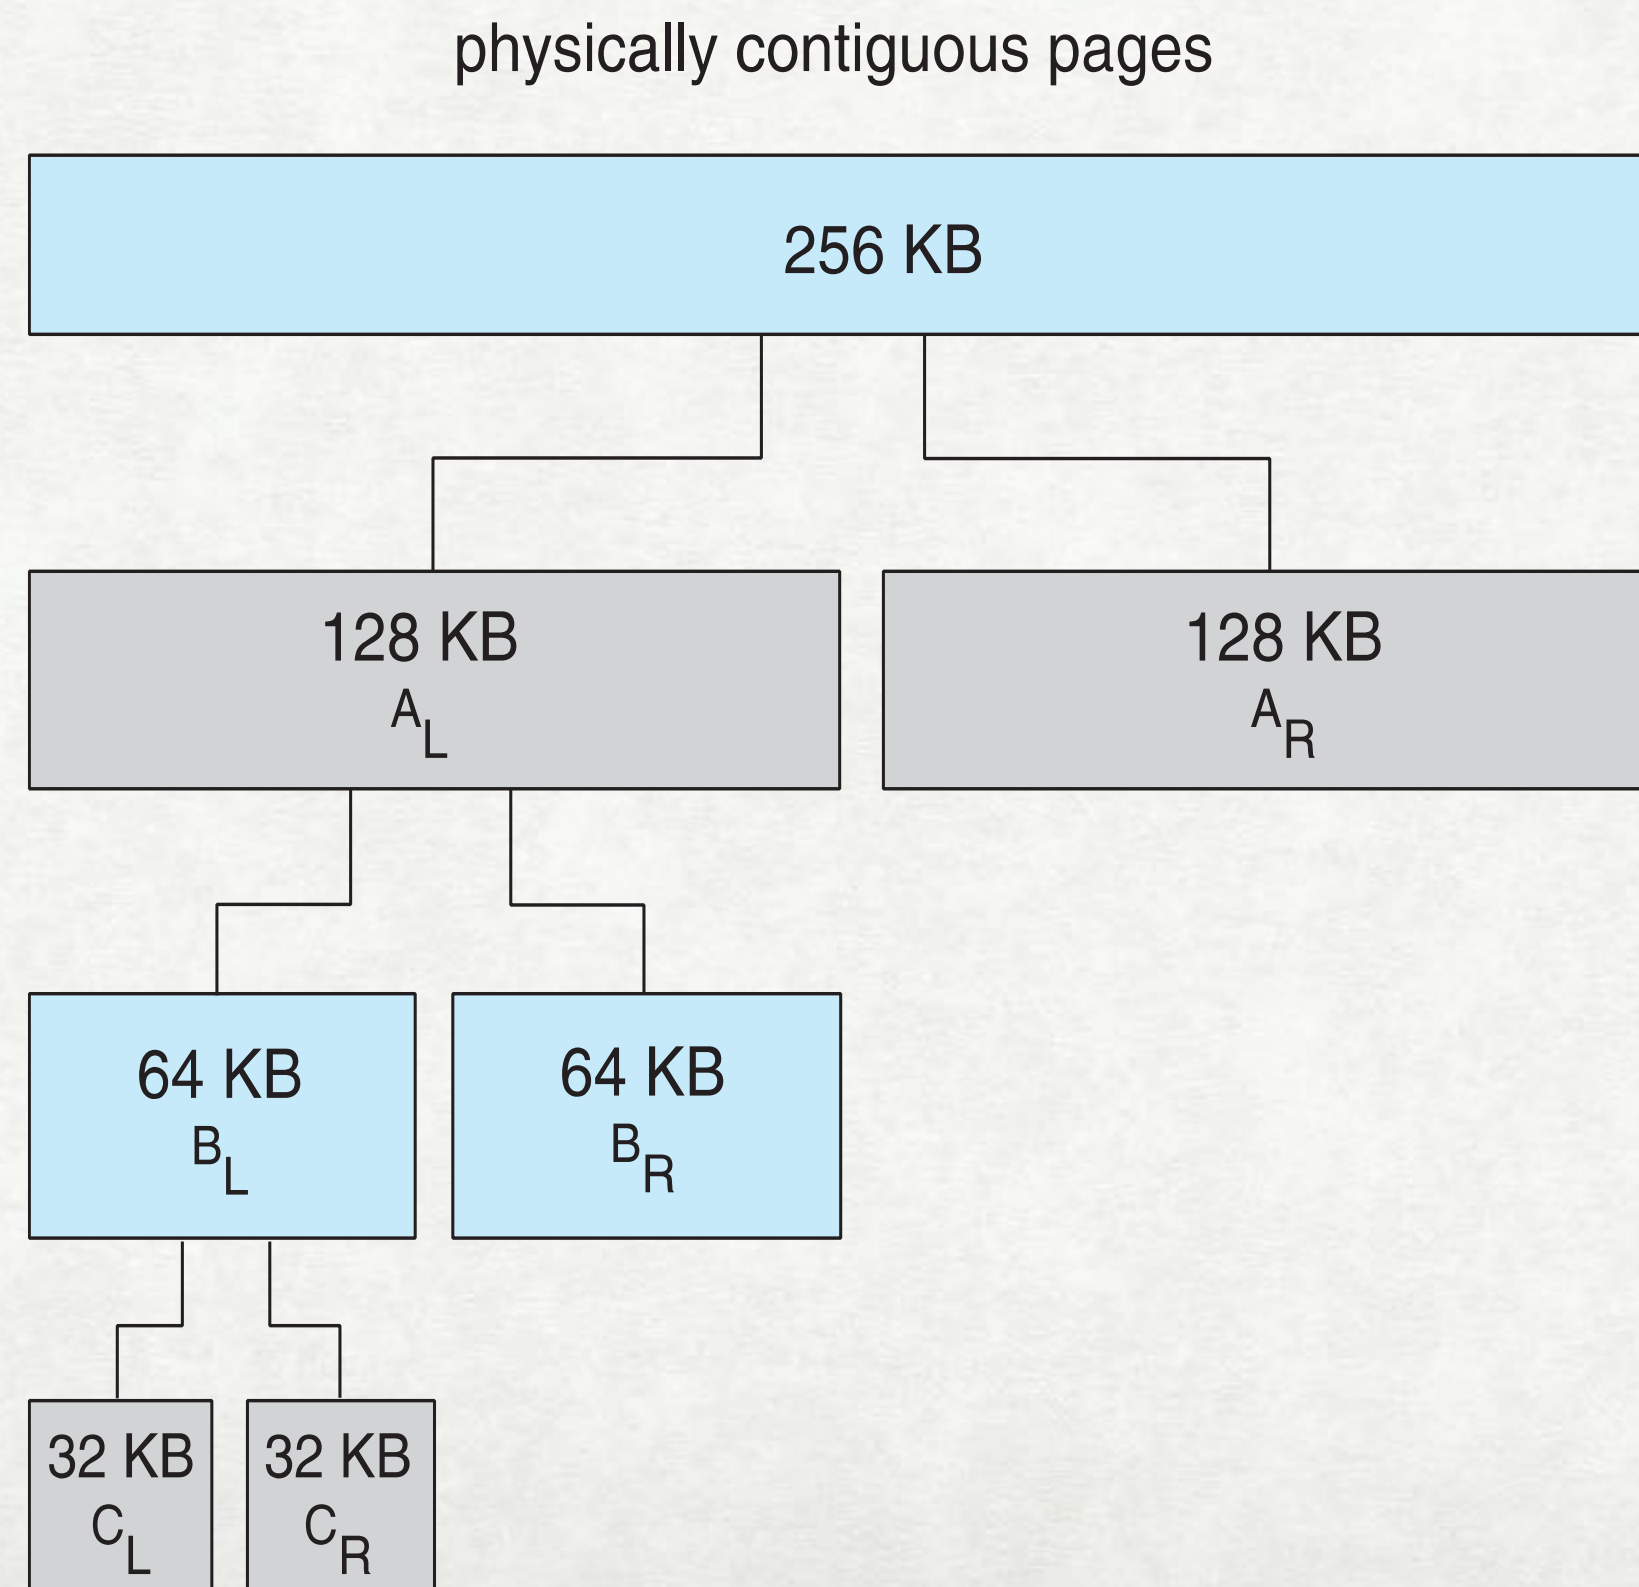 physically contiguous pages
256 KB
128 KB
A_L
128 KB
A_R
64 KB
B_L
64 KB
B_R
32 KB
C_L
32 KB
C_R